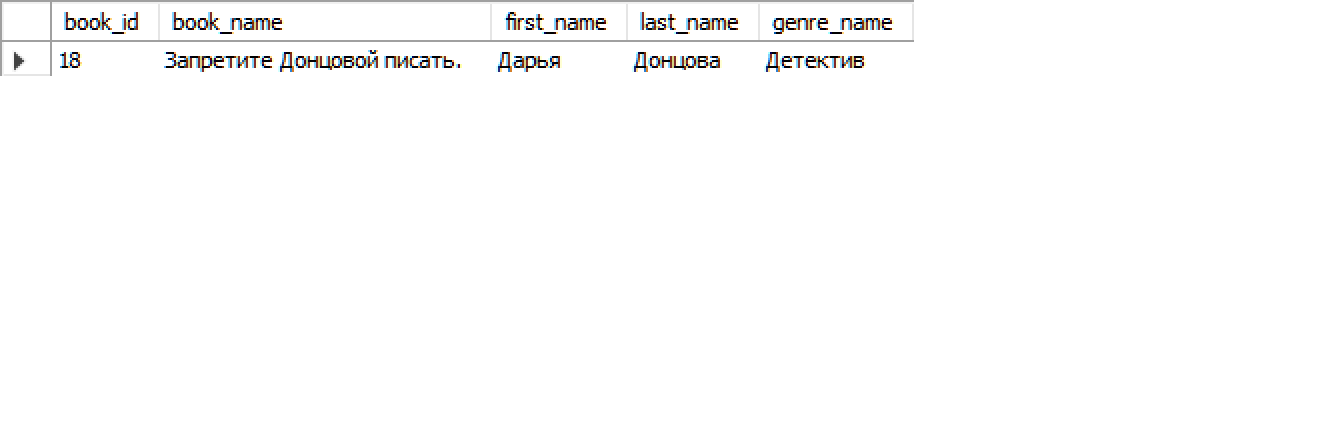 book_id book_name first_name last_name genre_name
18 Запретите Донцовой писать. Дарья Донцова Детектив